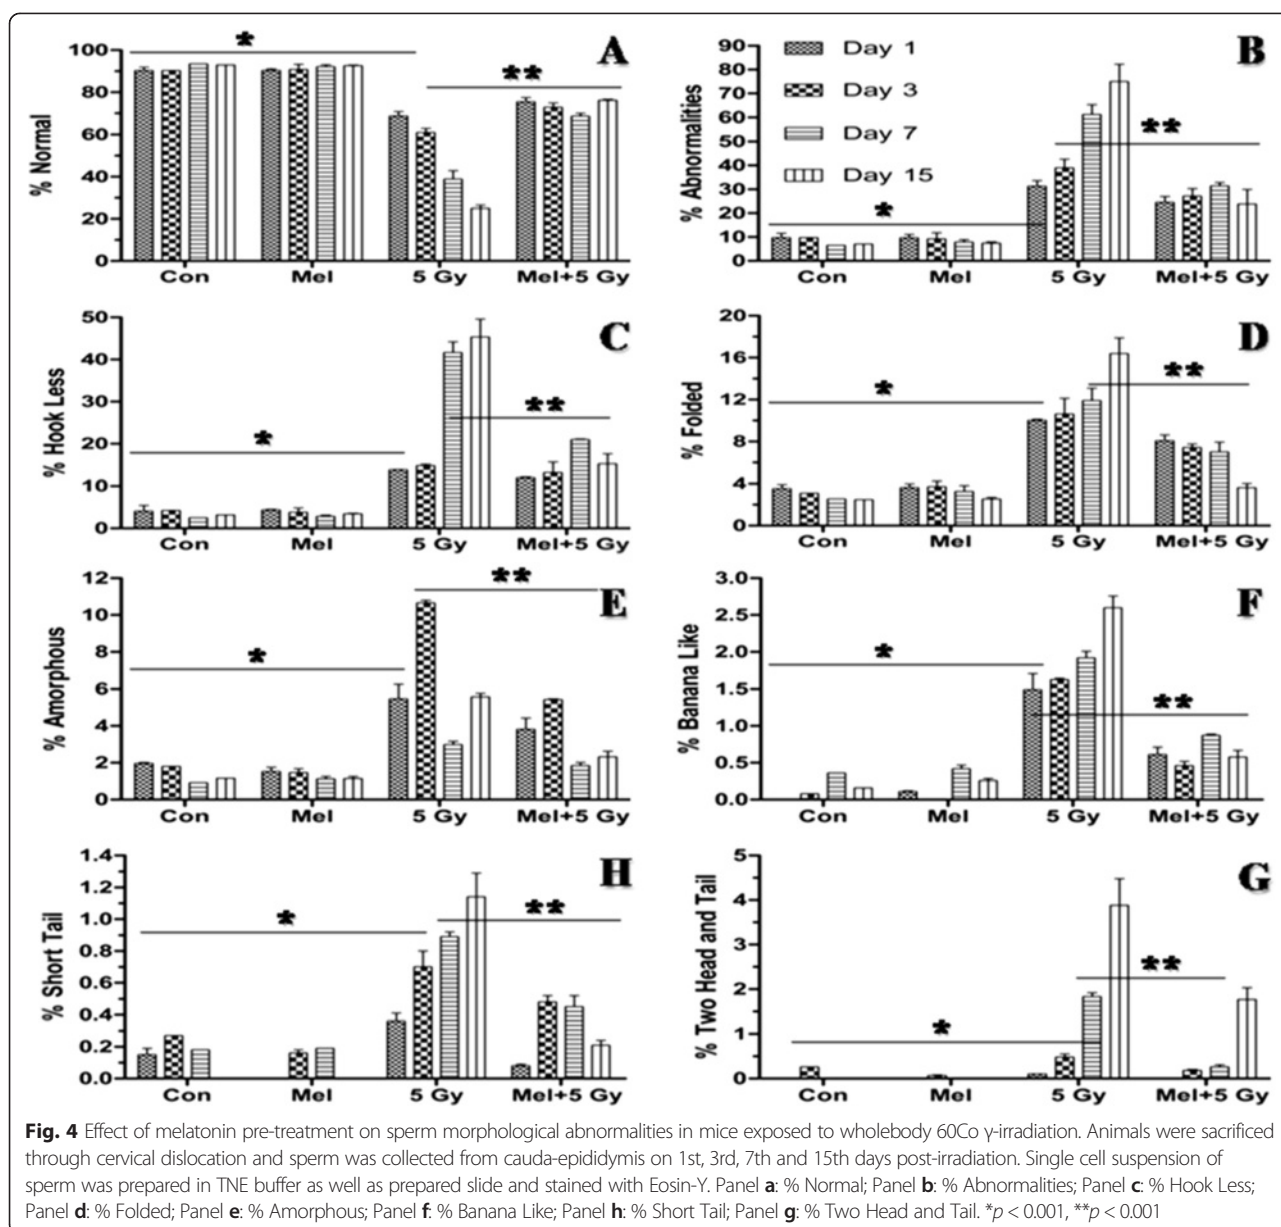 A
*
**
% Normal
100
80
60
40
20
0
Con Mel 5 Gy Mel+5 Gy
B
Day 1
Day 3
Day 7
Day 15
**
*
% Abnormalities
90
80
70
60
50
40
30
20
10
0
Con Mel 5 Gy Mel+5 Gy
C
**
*
% Hook Less
50
40
30
20
10
0
Con Mel 5 Gy Mel+5 Gy
D
**
*
% Folded
20
16
12
8
4
0
Con Mel 5 Gy Mel+5 Gy
E
**
*
% Amorphous
12
10
8
6
4
2
0
Con Mel 5 Gy Mel+5 Gy
F
*
**
% Banana Like
3.0
2.5
2.0
1.5
1.0
0.5
0.0
Con Mel 5 Gy Mel+5 Gy
H
*
**
% Short Tail
1.4
1.2
1.0
0.8
0.6
0.4
0.2
0.0
Con Mel 5 Gy Mel+5 Gy
G
**
*
% Two Head and Tail
5
4
3
2
1
0
Con Mel 5 Gy Mel+5 Gy
Fig. 4 Effect of melatonin pre-treatment on sperm morphological abnormalities in mice exposed to wholebody 60Co γ-irradiation. Animals were sacrificed
through cervical dislocation and sperm was collected from cauda-epididymis on 1st, 3rd, 7th and 15th days post-irradiation. Single cell suspension of
sperm was prepared in TNE buffer as well as prepared slide and stained with Eosin-Y. Panel a: % Normal; Panel b: % Abnormalities; Panel c: % Hook Less;
Panel d: % Folded; Panel e: % Amorphous; Panel f: % Banana Like; Panel h: % Short Tail; Panel g: % Two Head and Tail. *p < 0.001, **p < 0.001